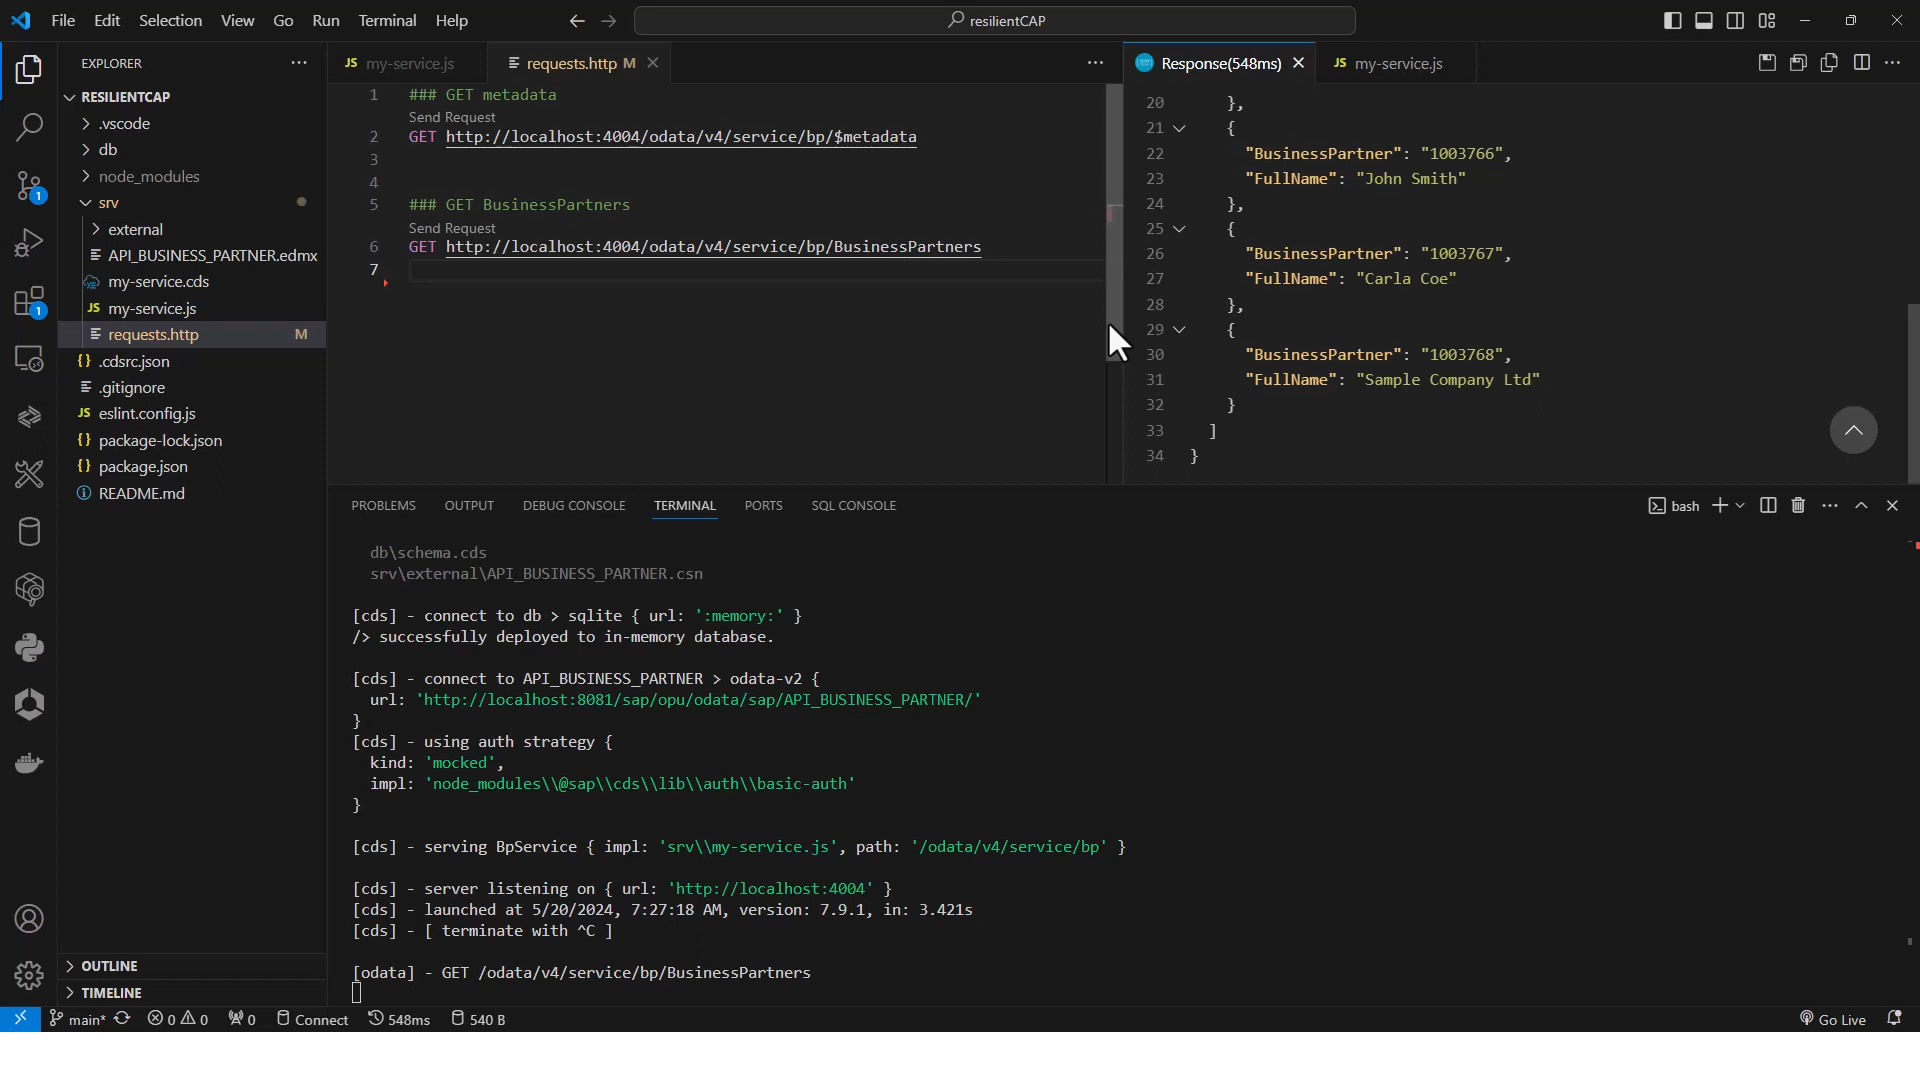 File Edit Selection View Go Run Terminal Help
resilientCAP
EXPLORER
RESILIENTCAP
.vscode
db
node_modules
srv
external
API_BUSINESS_PARTNER.edmx
my-service.cds
JS my-service.js
requests.http M
{} .cdsrc.json
.gitignore
JS eslint.config.js
{} package-lock.json
{} package.json
README.md
OUTLINE
TIMELINE
1
1
JS my-service.js
requests.http M
1 ### GET metadata
Send Request
2 GET http://localhost:4004/odata/v4/service/bp/$metadata
3
4
5 ### GET BusinessPartners
Send Request
6 GET http://localhost:4004/odata/v4/service/bp/BusinessPartners
7
Response(548ms)
JS my-service.js
20 },
21 {
22 "BusinessPartner": "1003766",
23 "FullName": "John Smith"
24 },
25 {
26 "BusinessPartner": "1003767",
27 "FullName": "Carla Coe"
28 },
29 {
30 "BusinessPartner": "1003768",
31 "FullName": "Sample Company Ltd"
32 }
33 ]
34 }
PROBLEMS OUTPUT DEBUG CONSOLE TERMINAL PORTS SQL CONSOLE
bash
db\schema.cds
srv\external\API_BUSINESS_PARTNER.csn
[cds] - connect to db > sqlite { url: ':memory:' }
/> successfully deployed to in-memory database.
[cds] - connect to API_BUSINESS_PARTNER > odata-v2 {
url: 'http://localhost:8081/sap/opu/odata/sap/API_BUSINESS_PARTNER/'
}
[cds] - using auth strategy {
kind: 'mocked',
impl: 'node_modules\\@sap\\cds\\lib\\auth\\basic-auth'
}
[cds] - serving BpService { impl: 'srv\\my-service.js', path: '/odata/v4/service/bp' }
[cds] - server listening on { url: 'http://localhost:4004' }
[cds] - launched at 5/20/2024, 7:27:18 AM, version: 7.9.1, in: 3.421s
[cds] - [ terminate with ^C ]
[odata] - GET /odata/v4/service/bp/BusinessPartners
main* 0 0 0 Connect 548ms 540 B
Go Live